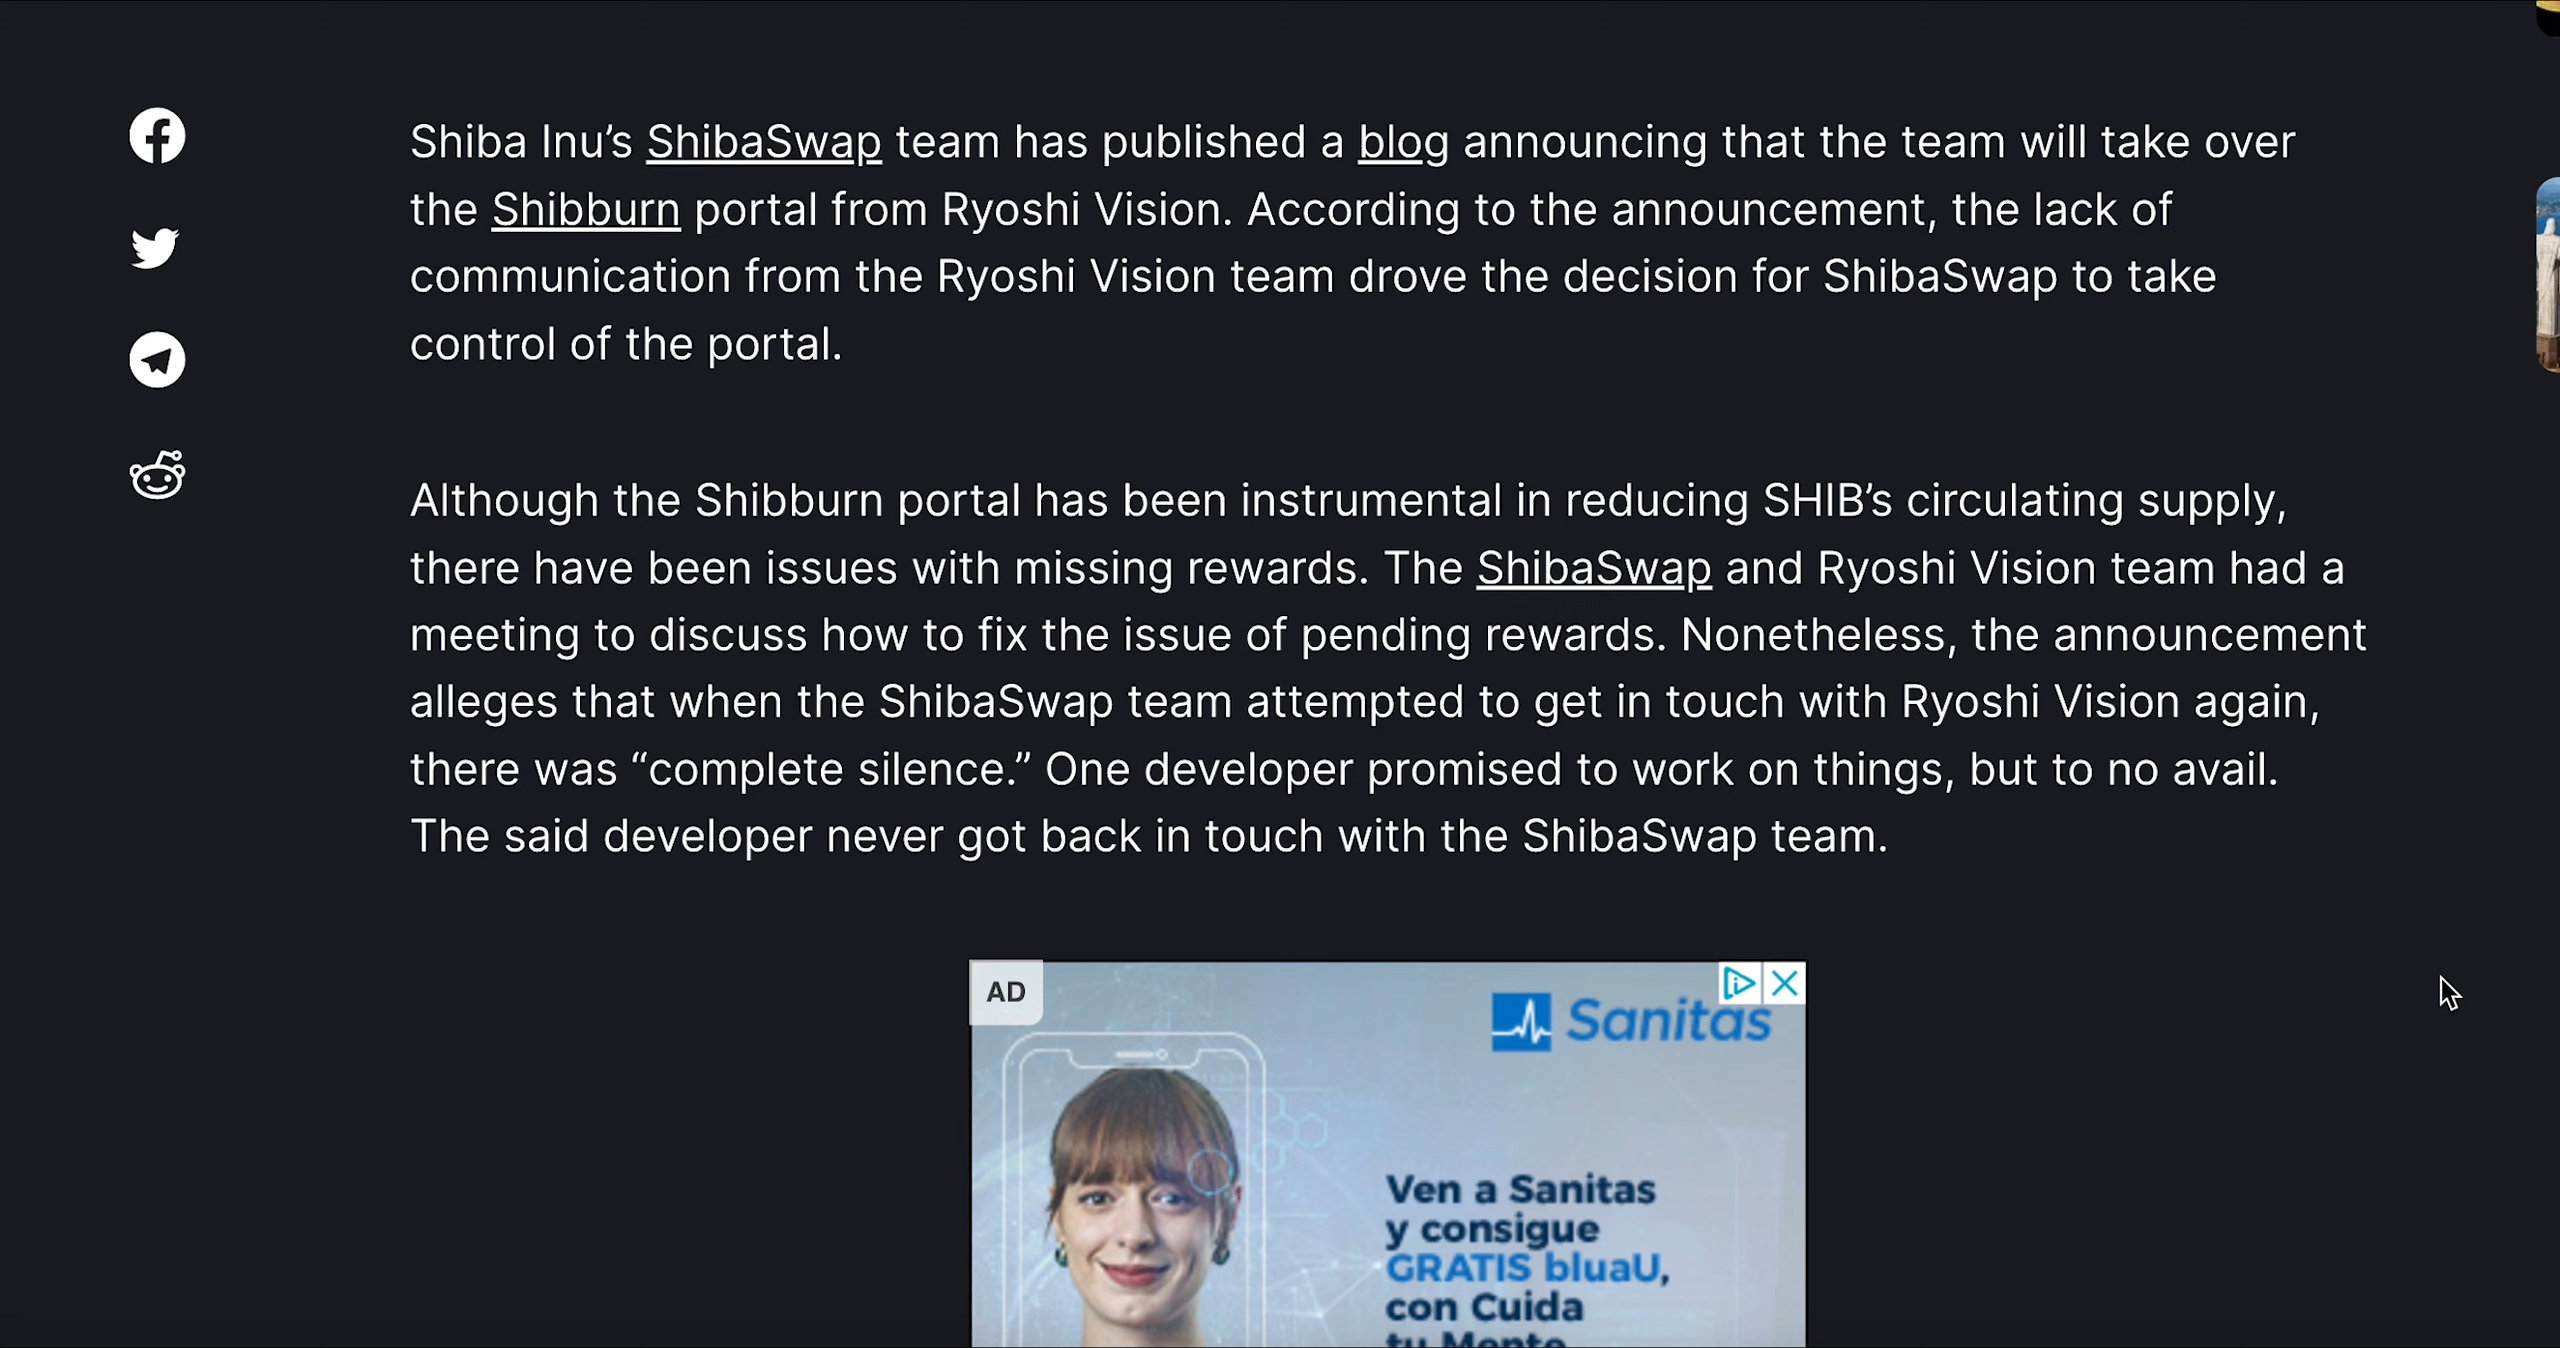 Shiba Inu’s ShibaSwap team has published a blog announcing that the team will take over
the Shibburn portal from Ryoshi Vision. According to the announcement, the lack of
communication from the Ryoshi Vision team drove the decision for ShibaSwap to take
control of the portal.
Although the Shibburn portal has been instrumental in reducing SHIB’s circulating supply,
there have been issues with missing rewards. The ShibaSwap and Ryoshi Vision team had a
meeting to discuss how to fix the issue of pending rewards. Nonetheless, the announcement
alleges that when the ShibaSwap team attempted to get in touch with Ryoshi Vision again,
there was “complete silence.” One developer promised to work on things, but to no avail.
The said developer never got back in touch with the ShibaSwap team.
AD
Sanitas
Ven a Sanitas
y consigue
GRATIS bluaU,
con Cuida
tu Mente